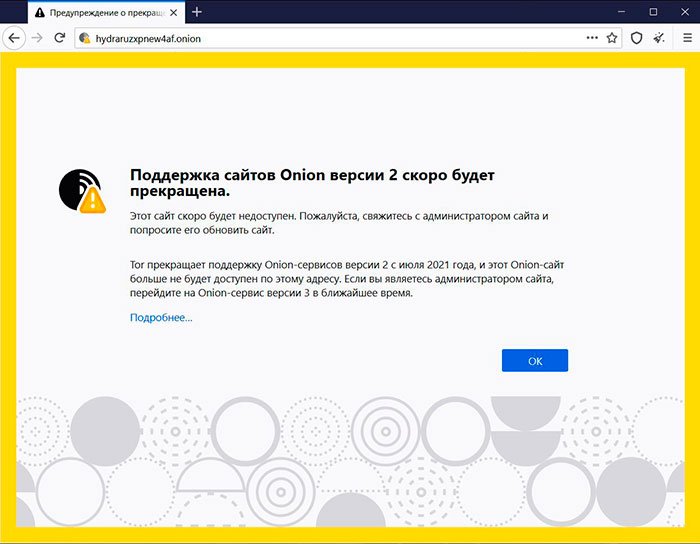 Предупреждение о прекращ
hydraruzxpnew4af.onion
Поддержка сайтов Onion версии 2 скоро будет
прекращена.
Этот сайт скоро будет недоступен. Пожалуйста, свяжитесь с администратором сайта и
попросите его обновить сайт.
Tor прекращает поддержку Onion-сервисов версии 2 с июля 2021 года, и этот Onion-сайт
больше не будет доступен по этому адресу. Если вы являетесь администратором сайта,
перейдите на Onion-сервис версии 3 в ближайшее время.
Подробнее...
OK